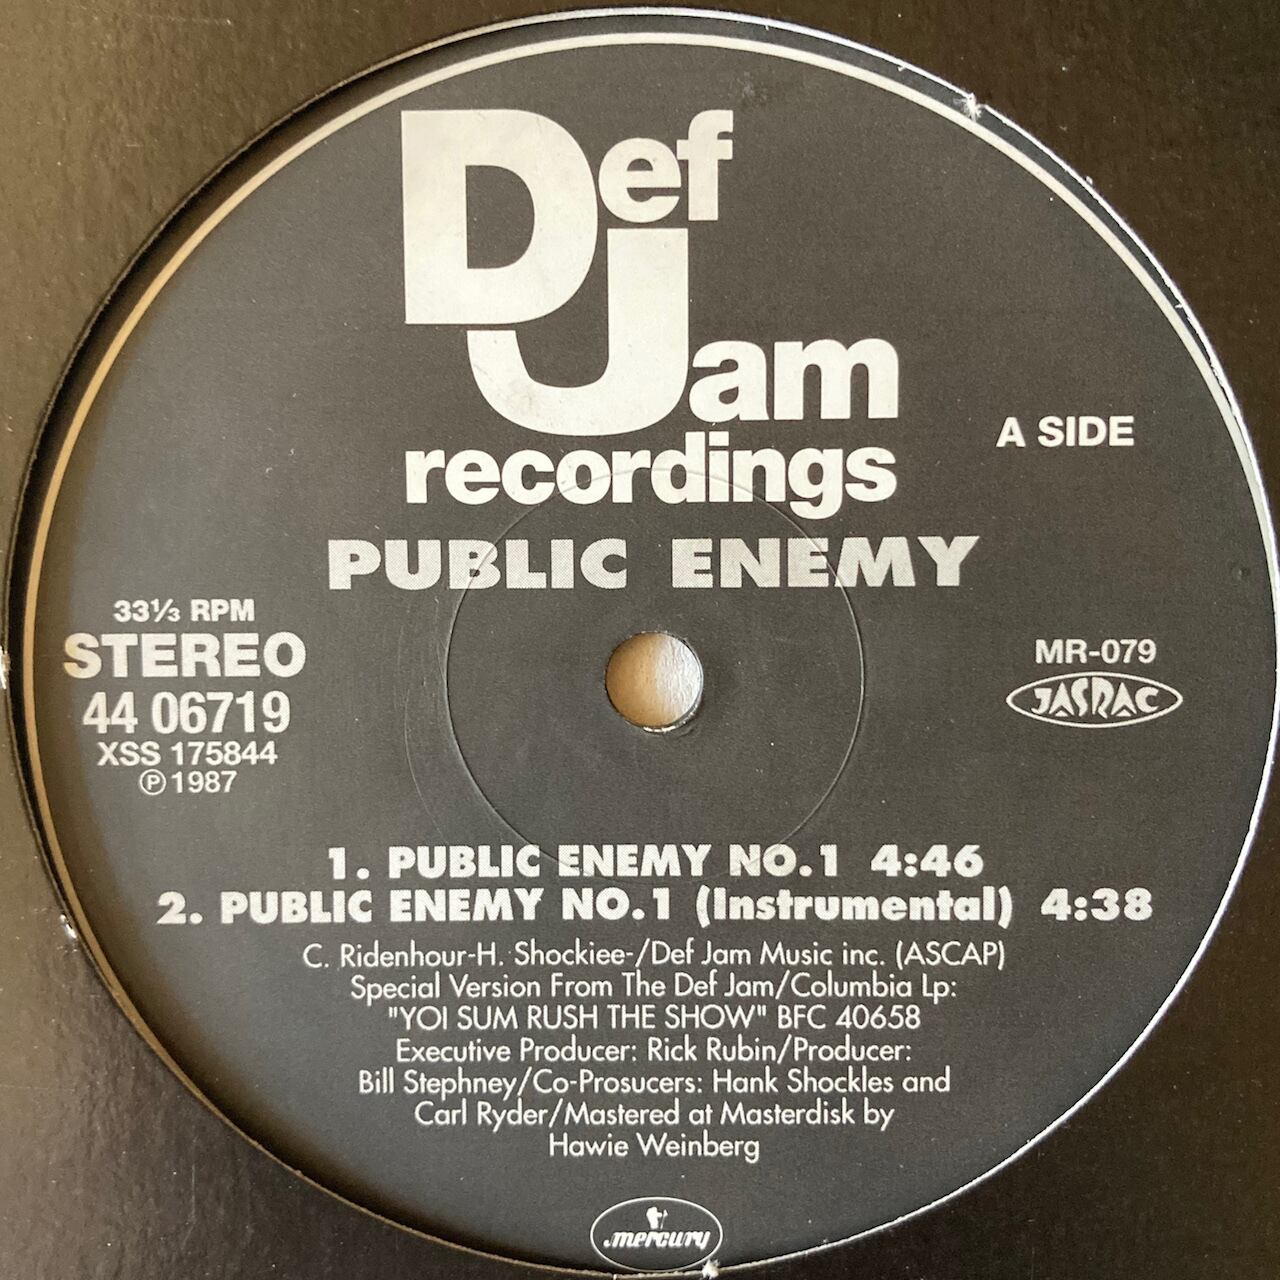 Def
Jam
recordings
A SIDE
PUBLIC ENEMY
33⅓ RPM
STEREO
44 06719
XSS 175844
℗ 1987
MR-079
JASRAC
1. PUBLIC ENEMY NO.1 4:46
2. PUBLIC ENEMY NO.1 (Instrumental) 4:38
C. Ridenhour-H. Shockiee-/Def Jam Music inc. (ASCAP)
Special Version From The Def Jam/Columbia Lp:
"YOI SUM RUSH THE SHOW" BFC 40658
Executive Producer: Rick Rubin/Producer:
Bill Stephney/Co-Prosucers: Hank Shockles and
Carl Ryder/Mastered at Masterdisk by
Hawie Weinberg
mercury